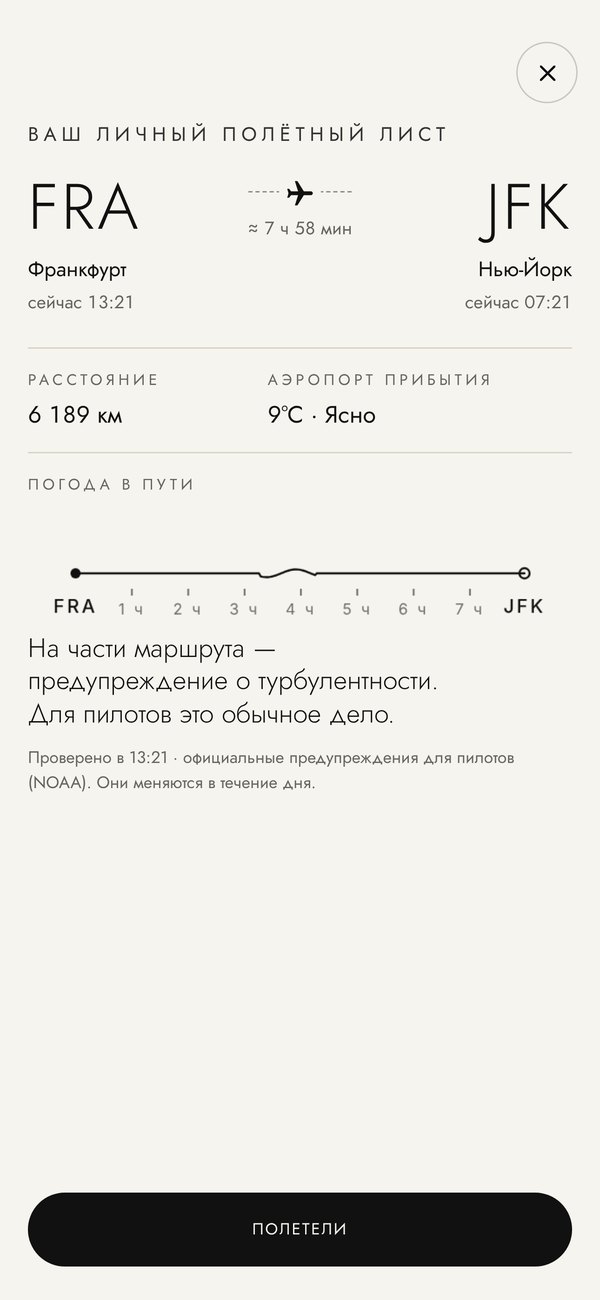 ВАШ ЛИЧНЫЙ ПОЛЁТНЫЙ ЛИСТ
FRA
≈ 7 ч 58 мин
JFK
Франкфурт
Нью-Йорк
сейчас 13:21
сейчас 07:21
РАССТОЯНИЕ
АЭРОПОРТ ПРИБЫТИЯ
6 189 км
9°C · Ясно
ПОГОДА В ПУТИ
FRA 1 ч 2 ч 3 ч 4 ч 5 ч 6 ч 7 ч JFK
На части маршрута —
предупреждение о турбулентности.
Для пилотов это обычное дело.
Проверено в 13:21 · официальные предупреждения для пилотов
(NOAA). Они меняются в течение дня.
ПОЛЕТЕЛИ